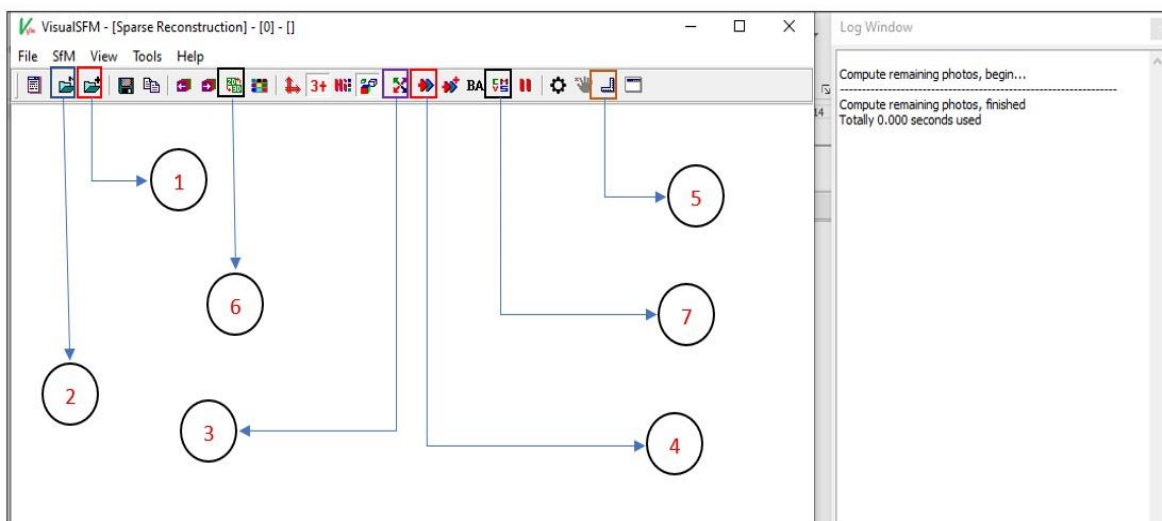 VisualSFM - [Sparse Reconstruction] - [0] - []
File SfM View Tools Help
3+ BA
14
1
5
6
7
2
3
4
Log Window
Compute remaining photos, begin...
----------------------------------------------------------------------
Compute remaining photos, finished
Totally 0.000 seconds used